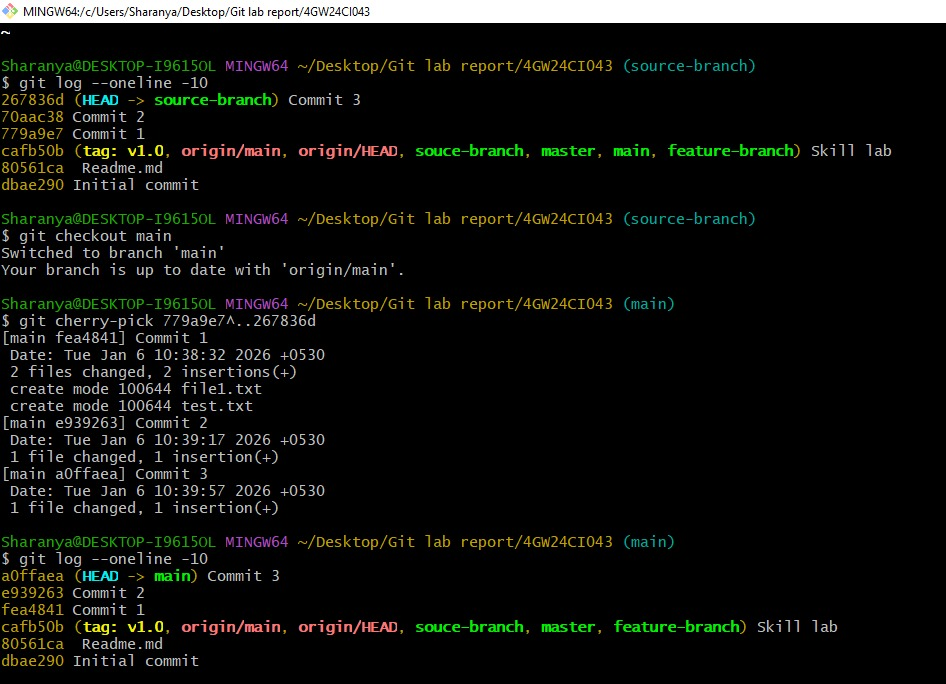 MINGW64:/c/Users/Sharanya/Desktop/Git lab report/4GW24CI043
~
Sharanya@DESKTOP-I9615OL MINGW64 ~/Desktop/Git lab report/4GW24CI043 (source-branch)
$ git log --oneline -10
267836d (HEAD -> source-branch) Commit 3
70aac38 Commit 2
779a9e7 Commit 1
cafb50b (tag: v1.0, origin/main, origin/HEAD, souce-branch, master, main, feature-branch) Skill lab
80561ca  Readme.md
dbae290 Initial commit
Sharanya@DESKTOP-I9615OL MINGW64 ~/Desktop/Git lab report/4GW24CI043 (source-branch)
$ git checkout main
Switched to branch 'main'
Your branch is up to date with 'origin/main'.
Sharanya@DESKTOP-I9615OL MINGW64 ~/Desktop/Git lab report/4GW24CI043 (main)
$ git cherry-pick 779a9e7^..267836d
[main fea4841] Commit 1
 Date: Tue Jan 6 10:38:32 2026 +0530
 2 files changed, 2 insertions(+)
 create mode 100644 file1.txt
 create mode 100644 test.txt
[main e939263] Commit 2
 Date: Tue Jan 6 10:39:17 2026 +0530
 1 file changed, 1 insertion(+)
[main a0ffaea] Commit 3
 Date: Tue Jan 6 10:39:57 2026 +0530
 1 file changed, 1 insertion(+)
Sharanya@DESKTOP-I9615OL MINGW64 ~/Desktop/Git lab report/4GW24CI043 (main)
$ git log --oneline -10
a0ffaea (HEAD -> main) Commit 3
e939263 Commit 2
fea4841 Commit 1
cafb50b (tag: v1.0, origin/main, origin/HEAD, souce-branch, master, feature-branch) Skill lab
80561ca  Readme.md
dbae290 Initial commit